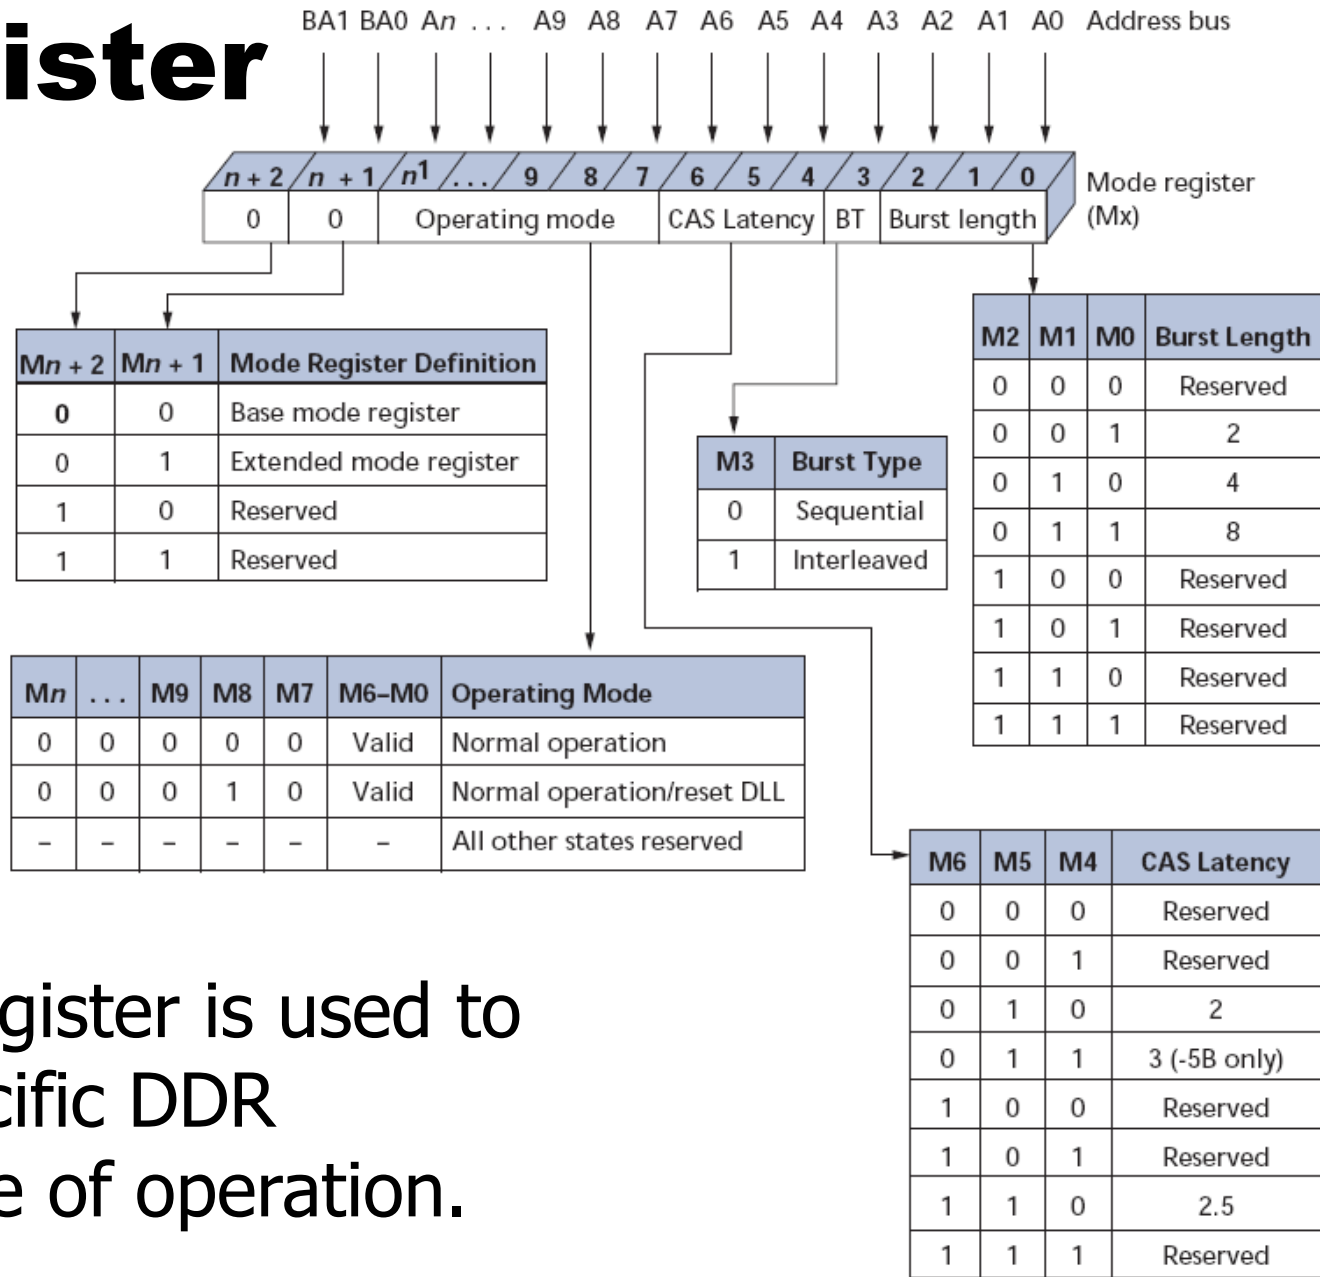 ister
BA1 BA0 An ... A9 A8 A7 A6 A5 A4 A3 A2 A1 A0 Address bus
n + 2 n + 1 n1 ... 9 8 7 6 5 4 3 2 1 0
Mode register
(Mx)
0 0 Operating mode CAS Latency BT Burst length
Mn + 2 Mn + 1 Mode Register Definition
0 0 Base mode register
0 1 Extended mode register
1 0 Reserved
1 1 Reserved
M3 Burst Type
0 Sequential
1 Interleaved
M2 M1 M0 Burst Length
0 0 0 Reserved
0 0 1 2
0 1 0 4
0 1 1 8
1 0 0 Reserved
1 0 1 Reserved
1 1 0 Reserved
1 1 1 Reserved
Mn ... M9 M8 M7 M6–M0 Operating Mode
0 0 0 0 0 Valid Normal operation
0 0 0 1 0 Valid Normal operation/reset DLL
– – – – – – All other states reserved
M6 M5 M4 CAS Latency
0 0 0 Reserved
0 0 1 Reserved
0 1 0 2
0 1 1 3 (-5B only)
1 0 0 Reserved
1 0 1 Reserved
1 1 0 2.5
1 1 1 Reserved
gister is used to
cific DDR
e of operation.